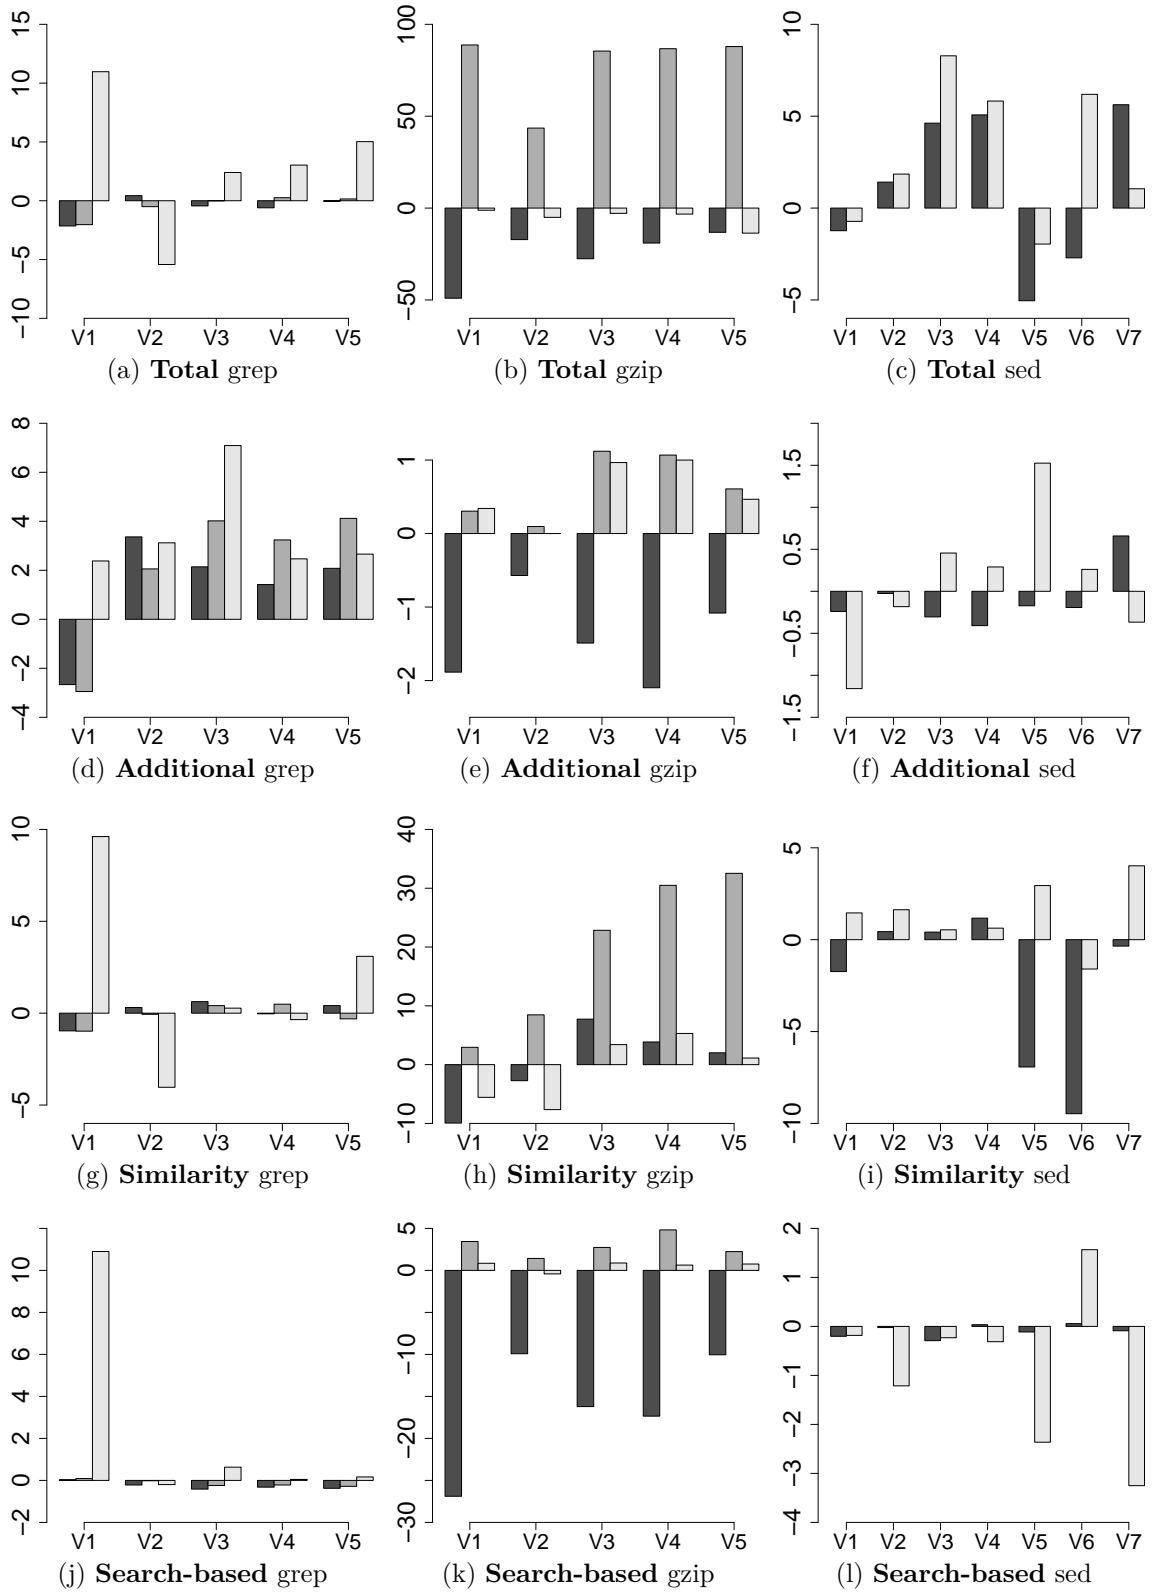 15
10
5
0
−5
−10
V1 V2 V3 V4 V5
(a) Total grep
100
50
0
−50
V1 V2 V3 V4 V5
(b) Total gzip
10
5
0
−5
V1 V2 V3 V4 V5 V6 V7
(c) Total sed
8
6
4
2
0
−2
−4
V1 V2 V3 V4 V5
(d) Additional grep
1
0
−1
−2
V1 V2 V3 V4 V5
(e) Additional gzip
1.5
0.5
−0.5
−1.5
V1 V2 V3 V4 V5 V6 V7
(f) Additional sed
10
5
0
−5
V1 V2 V3 V4 V5
(g) Similarity grep
40
30
20
10
0
−10
V1 V2 V3 V4 V5
(h) Similarity gzip
5
0
−5
−10
V1 V2 V3 V4 V5 V6 V7
(i) Similarity sed
10
8
6
4
2
0
−2
V1 V2 V3 V4 V5
(j) Search-based grep
5
0
−10
−20
−30
V1 V2 V3 V4 V5
(k) Search-based gzip
2
1
0
−1
−2
−3
−4
V1 V2 V3 V4 V5 V6 V7
(l) Search-based sed